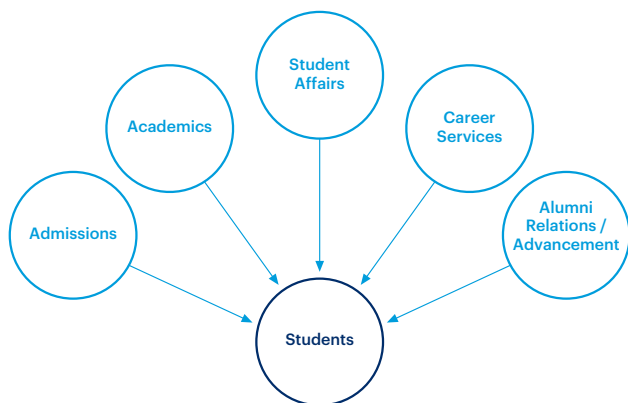 Student
Affairs
Academics
Career
Services
Admissions
Alumni
Relations /
Advancement
Students